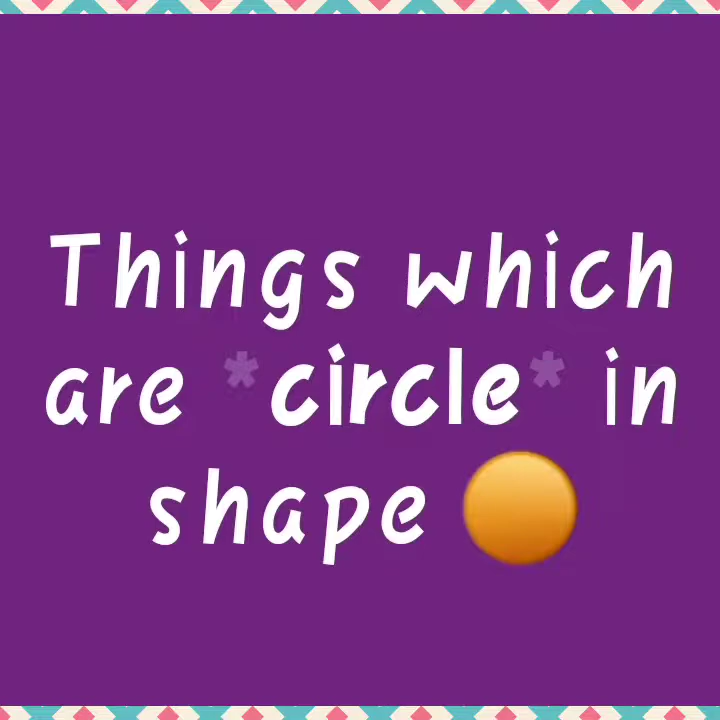 Things which
are *circle* in
shape 🟠